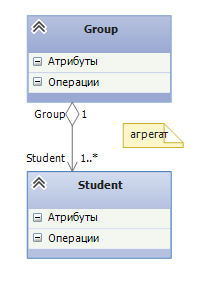 Group
Атрибуты
Операции
Group 1
агрегат
Student 1..*
Student
Атрибуты
Операции